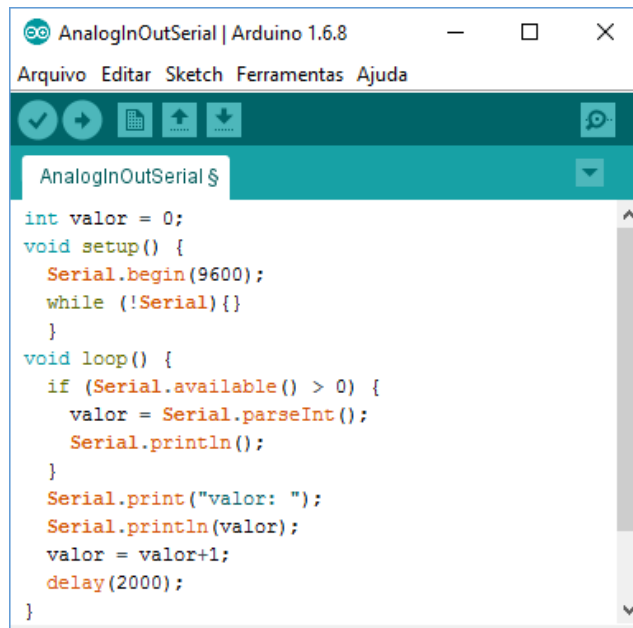 AnalogInOutSerial | Arduino 1.6.8
Arquivo Editar Sketch Ferramentas Ajuda
AnalogInOutSerial §
int valor = 0;
void setup() {
  Serial.begin(9600);
  while (!Serial){}
  }
void loop() {
  if (Serial.available() > 0) {
    valor = Serial.parseInt();
    Serial.println();
  }
  Serial.print("valor: ");
  Serial.println(valor);
  valor = valor+1;
  delay(2000);
}